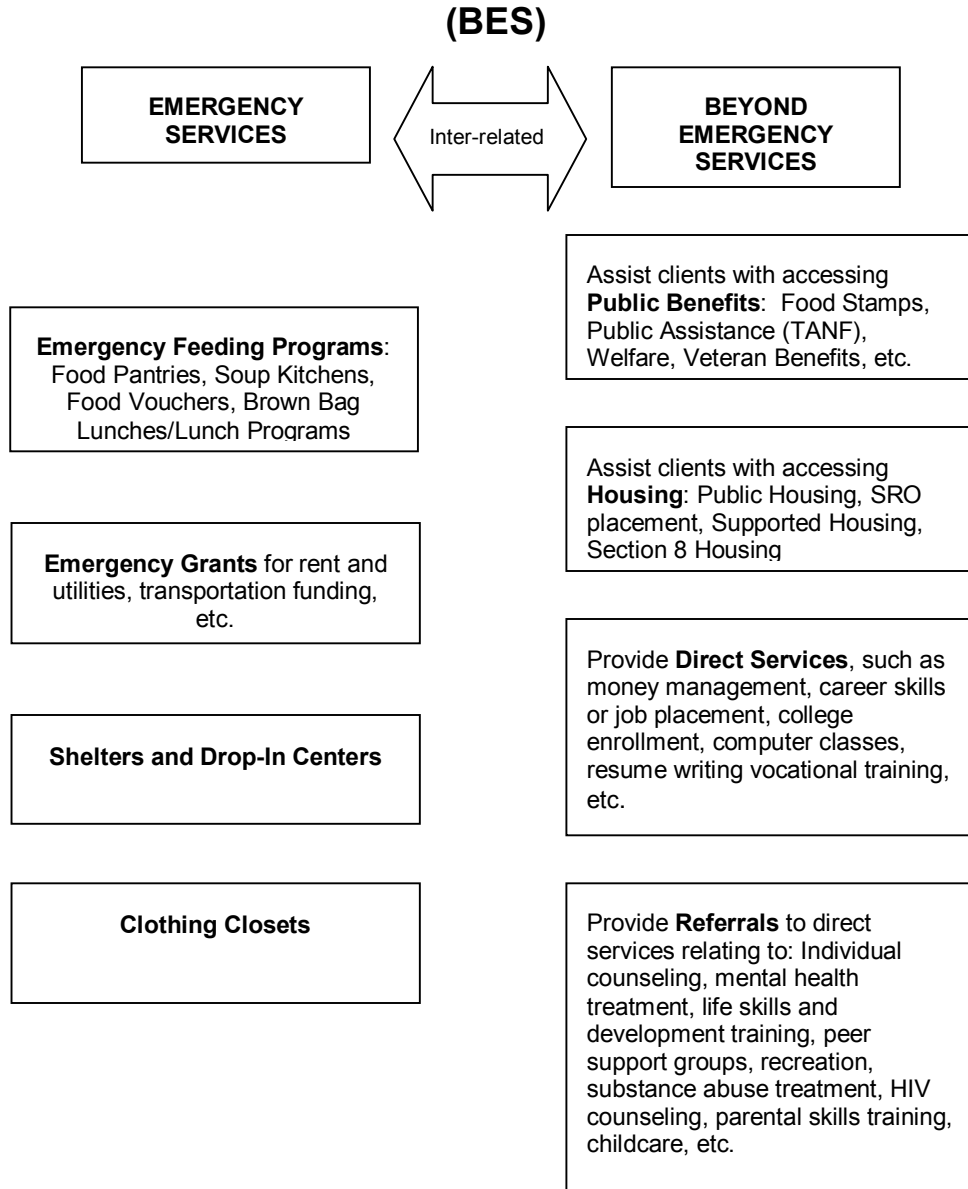 (BES)
EMERGENCY
SERVICES
Inter-related
BEYOND
EMERGENCY
SERVICES
Emergency Feeding Programs:
Food Pantries, Soup Kitchens,
Food Vouchers, Brown Bag
Lunches/Lunch Programs
Emergency Grants for rent and
utilities, transportation funding,
etc.
Shelters and Drop-In Centers
Clothing Closets
Assist clients with accessing
Public Benefits:  Food Stamps,
Public Assistance (TANF),
Welfare, Veteran Benefits, etc.
Assist clients with accessing
Housing: Public Housing, SRO
placement, Supported Housing,
Section 8 Housing
Provide Direct Services, such as
money management, career skills
or job placement, college
enrollment, computer classes,
resume writing vocational training,
etc.
Provide Referrals to direct
services relating to: Individual
counseling, mental health
treatment, life skills and
development training, peer
support groups, recreation,
substance abuse treatment, HIV
counseling, parental skills training,
childcare, etc.